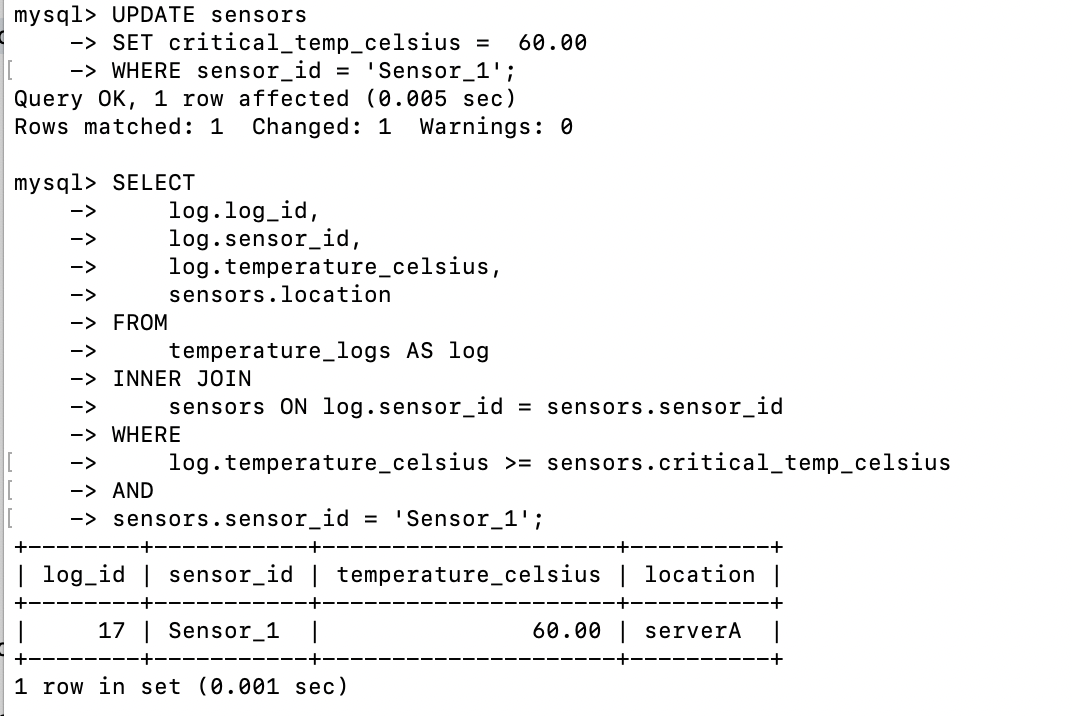 mysql> UPDATE sensors
    -> SET critical_temp_celsius =  60.00
    -> WHERE sensor_id = 'Sensor_1';
Query OK, 1 row affected (0.005 sec)
Rows matched: 1  Changed: 1  Warnings: 0

mysql> SELECT
    ->     log.log_id,
    ->     log.sensor_id,
    ->     log.temperature_celsius,
    ->     sensors.location
    -> FROM
    ->     temperature_logs AS log
    -> INNER JOIN
    ->     sensors ON log.sensor_id = sensors.sensor_id
    -> WHERE
    ->     log.temperature_celsius >= sensors.critical_temp_celsius
    -> AND
    -> sensors.sensor_id = 'Sensor_1';
+--------+-----------+---------------------+----------+
| log_id | sensor_id | temperature_celsius | location |
+--------+-----------+---------------------+----------+
|     17 | Sensor_1  |               60.00 | serverA  |
+--------+-----------+---------------------+----------+
1 row in set (0.001 sec)